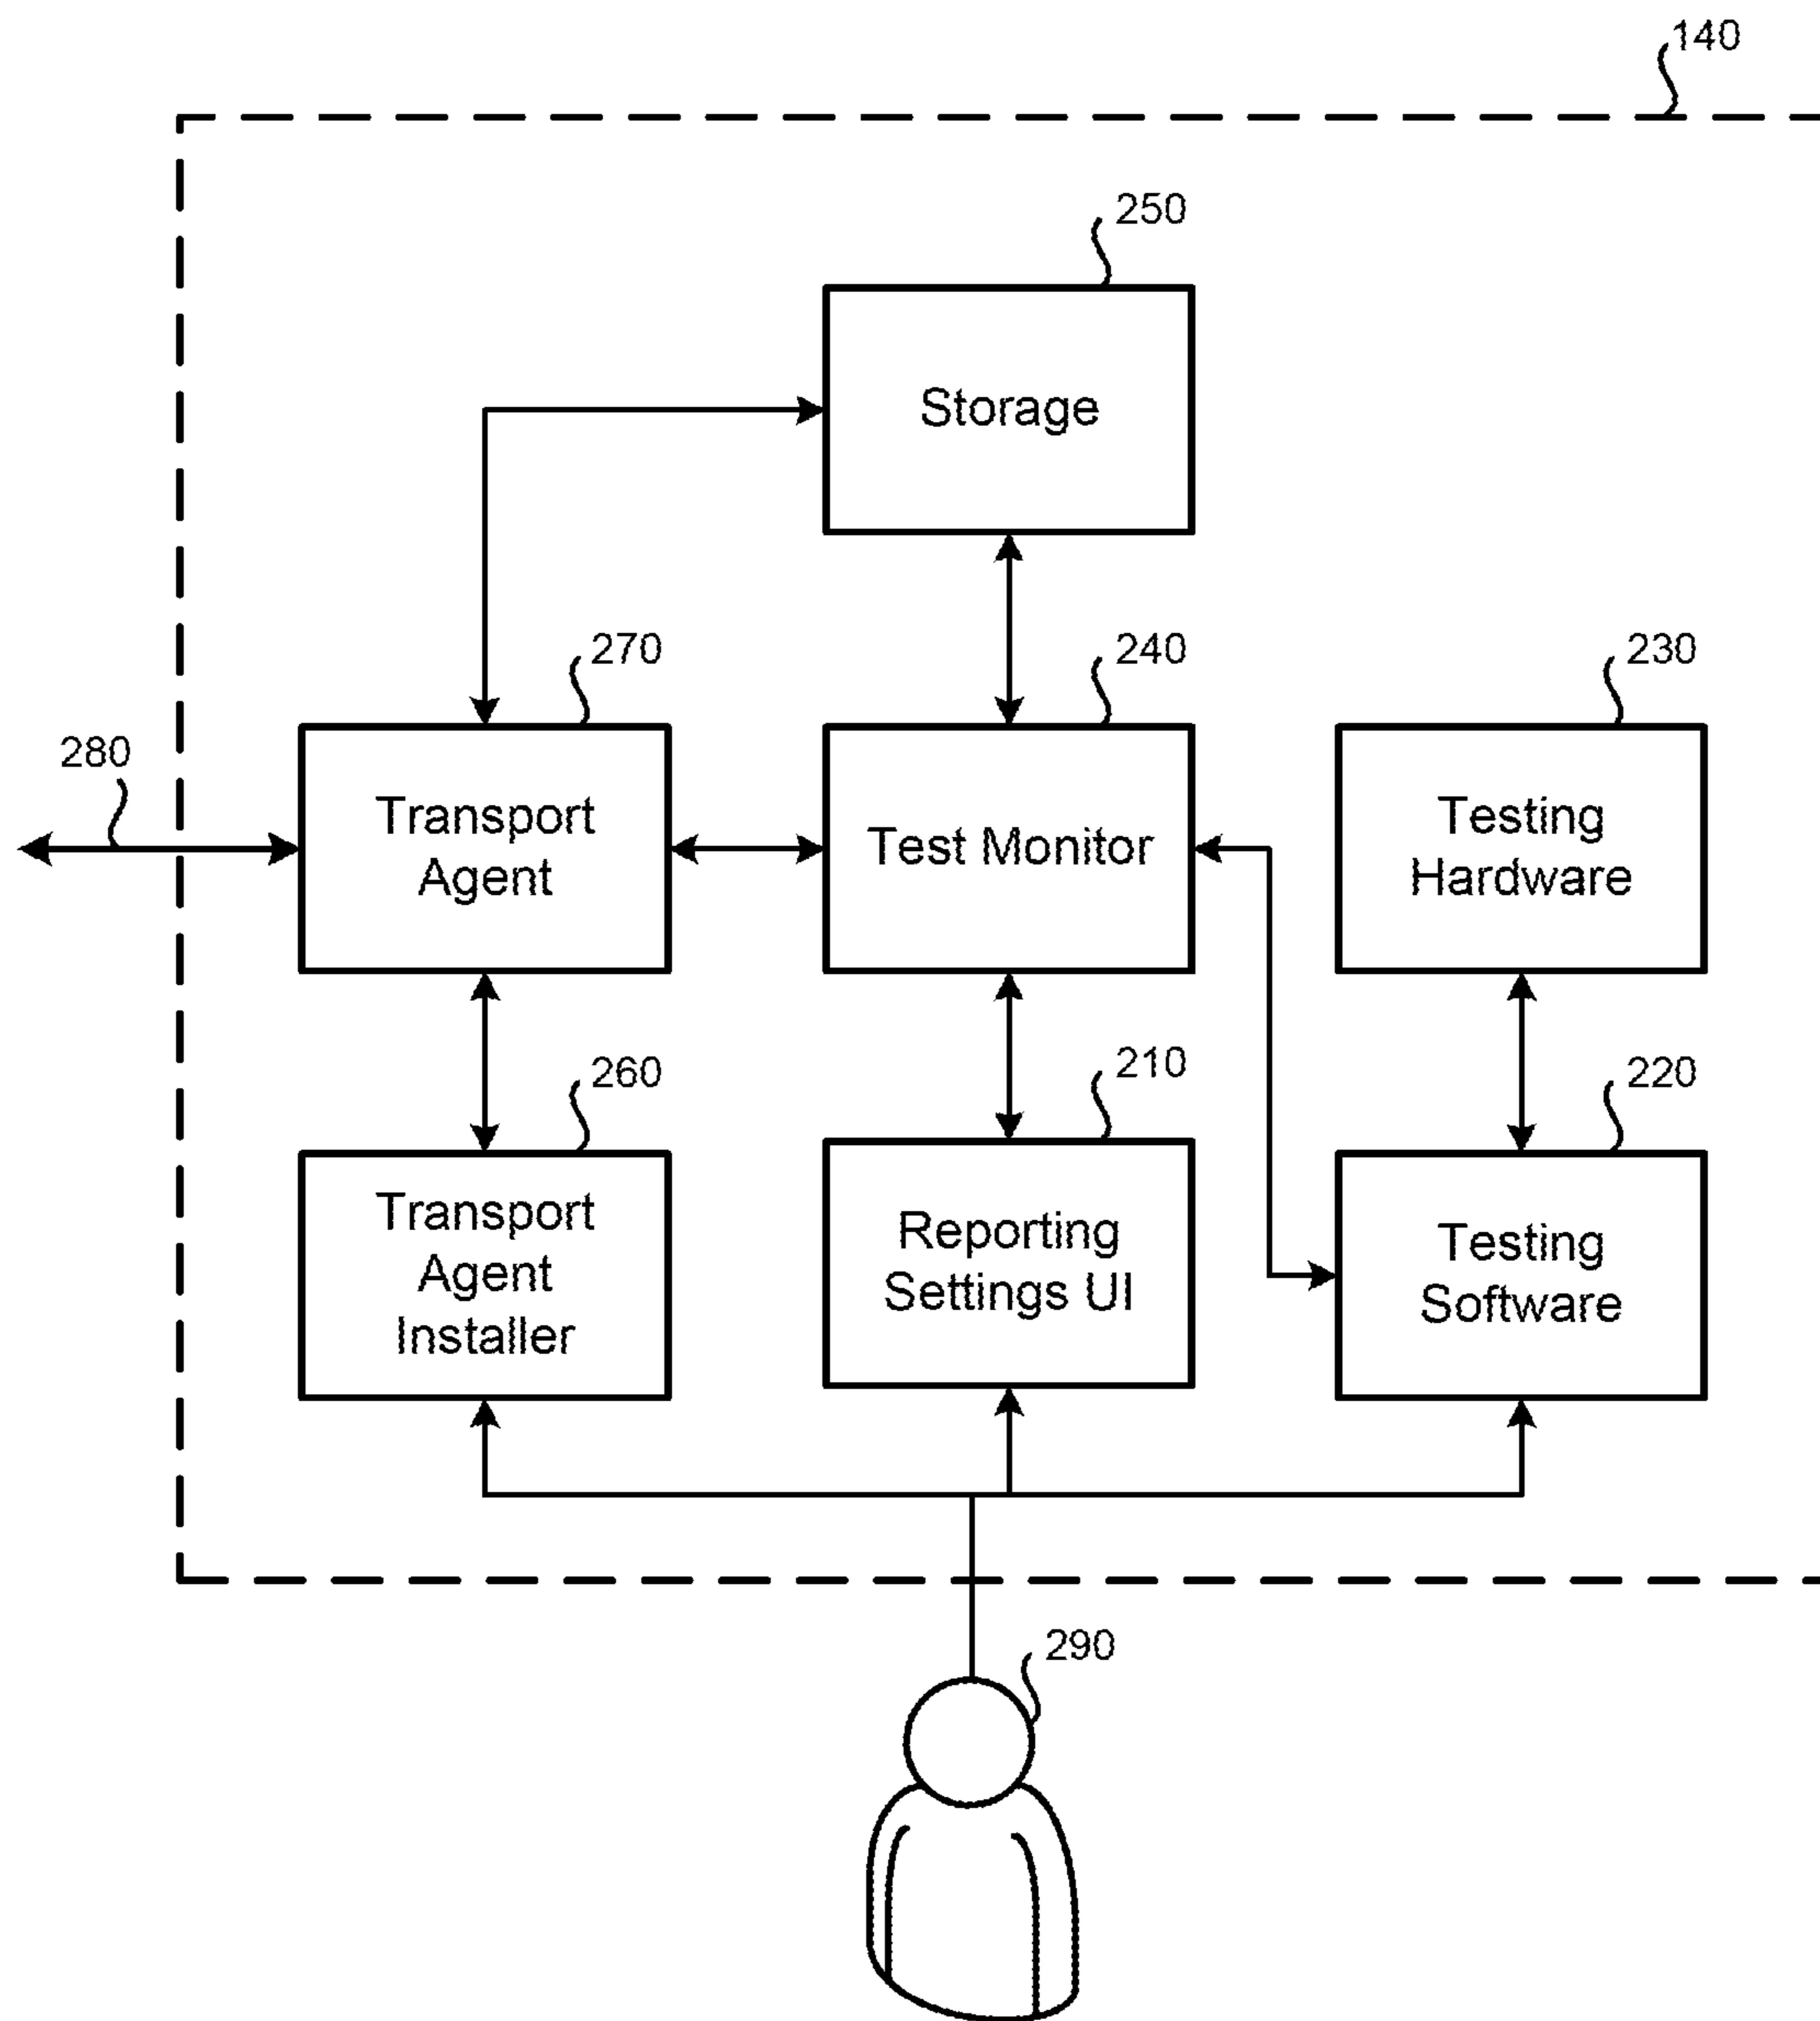 140
250
Storage
270
240
230
280
Transport
Agent
Test Monitor
Testing
Hardware
260
210
220
Transport
Agent
Installer
Reporting
Settings UI
Testing
Software
290